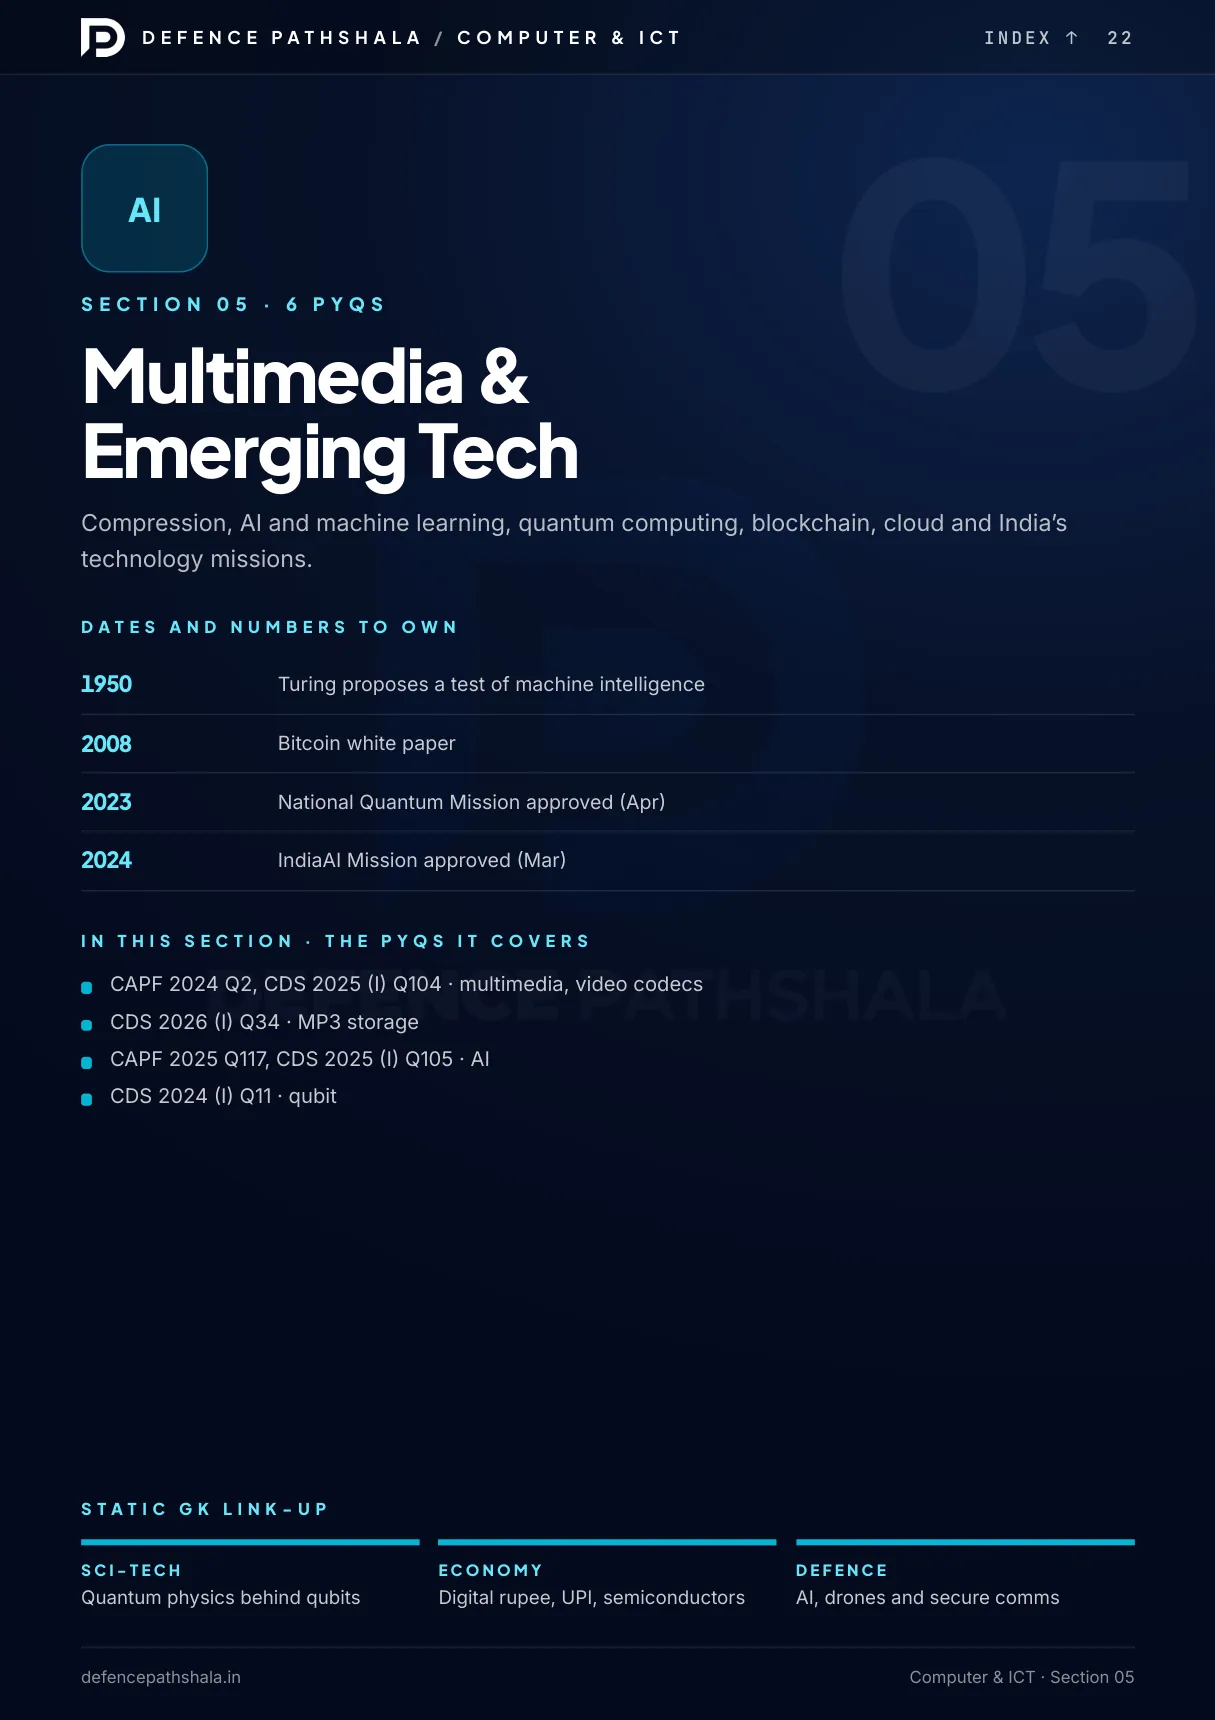 DEFENCE PATHSHALA / COMPUTER & ICT
INDEX ↑ 22
05
AI
SECTION 05 · 6 PYQS
Multimedia &
Emerging Tech
Compression, AI and machine learning, quantum computing, blockchain, cloud and India’s
technology missions.
DATES AND NUMBERS TO OWN
1950 Turing proposes a test of machine intelligence
2008 Bitcoin white paper
2023 National Quantum Mission approved (Apr)
2024 IndiaAI Mission approved (Mar)
IN THIS SECTION · THE PYQS IT COVERS
CAPF 2024 Q2, CDS 2025 (I) Q104 · multimedia, video codecs
DEFENCE PATHSHALA
CDS 2026 (I) Q34 · MP3 storage
CAPF 2025 Q117, CDS 2025 (I) Q105 · AI
CDS 2024 (I) Q11 · qubit
STATIC GK LINK-UP
SCI-TECH
Quantum physics behind qubits
ECONOMY
Digital rupee, UPI, semiconductors
DEFENCE
AI, drones and secure comms
defencepathshala.in
Computer & ICT · Section 05